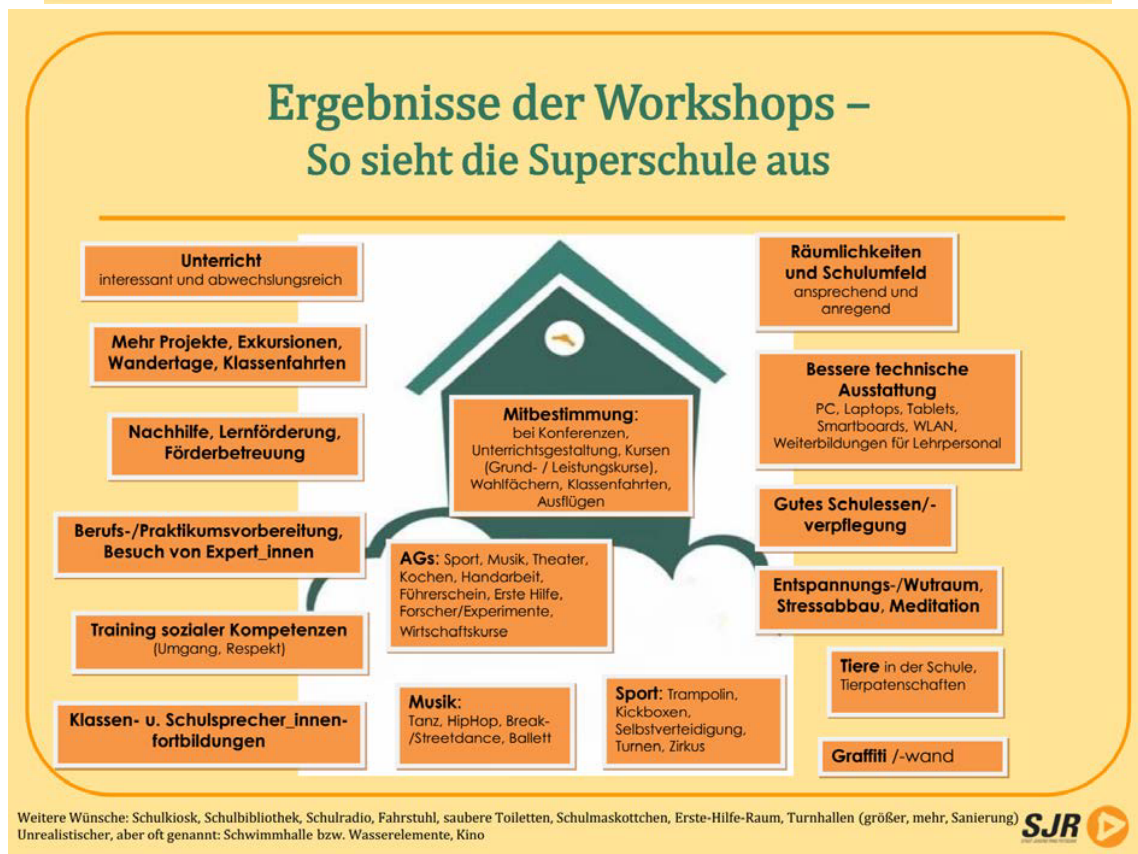 Ergebnisse der Workshops –
So sieht die Superschule aus
Unterricht
interessant und abwechslungsreich
Mehr Projekte, Exkursionen,
Wandertage, Klassenfahrten
Nachhilfe, Lernförderung,
Förderbetreuung
Berufs-/Praktikumsvorbereitung,
Besuch von Expert_innen
Training sozialer Kompetenzen
(Umgang, Respekt)
Klassen- u. Schulsprecher_innen-
fortbildungen
Mitbestimmung:
bei Konferenzen,
Unterrichtsgestaltung, Kursen
(Grund- / Leistungskurse),
Wahlfächern, Klassenfahrten,
Ausflügen
AGs: Sport, Musik, Theater,
Kochen, Handarbeit,
Führerschein, Erste Hilfe,
Forscher/Experimente,
Wirtschaftskurse
Musik:
Tanz, HipHop, Break-
/Streetdance, Ballett
Sport: Trampolin,
Kickboxen,
Selbstverteidigung,
Turnen, Zirkus
Räumlichkeiten
und Schulumfeld
ansprechend und
anregend
Bessere technische
Ausstattung
PC, Laptops, Tablets,
Smartboards, WLAN,
Weiterbildungen für Lehrpersonal
Gutes Schulessen/-
verpflegung
Entspannungs-/Wutraum,
Stressabbau, Meditation
Tiere in der Schule,
Tierpatenschaften
Graffiti /-wand
Weitere Wünsche: Schulkiosk, Schulbibliothek, Schulradio, Fahrstuhl, saubere Toiletten, Schulmaskottchen, Erste-Hilfe-Raum, Turnhallen (größer, mehr, Sanierung)
Unrealistischer, aber oft genannt: Schwimmhalle bzw. Wasserelemente, Kino
SJR